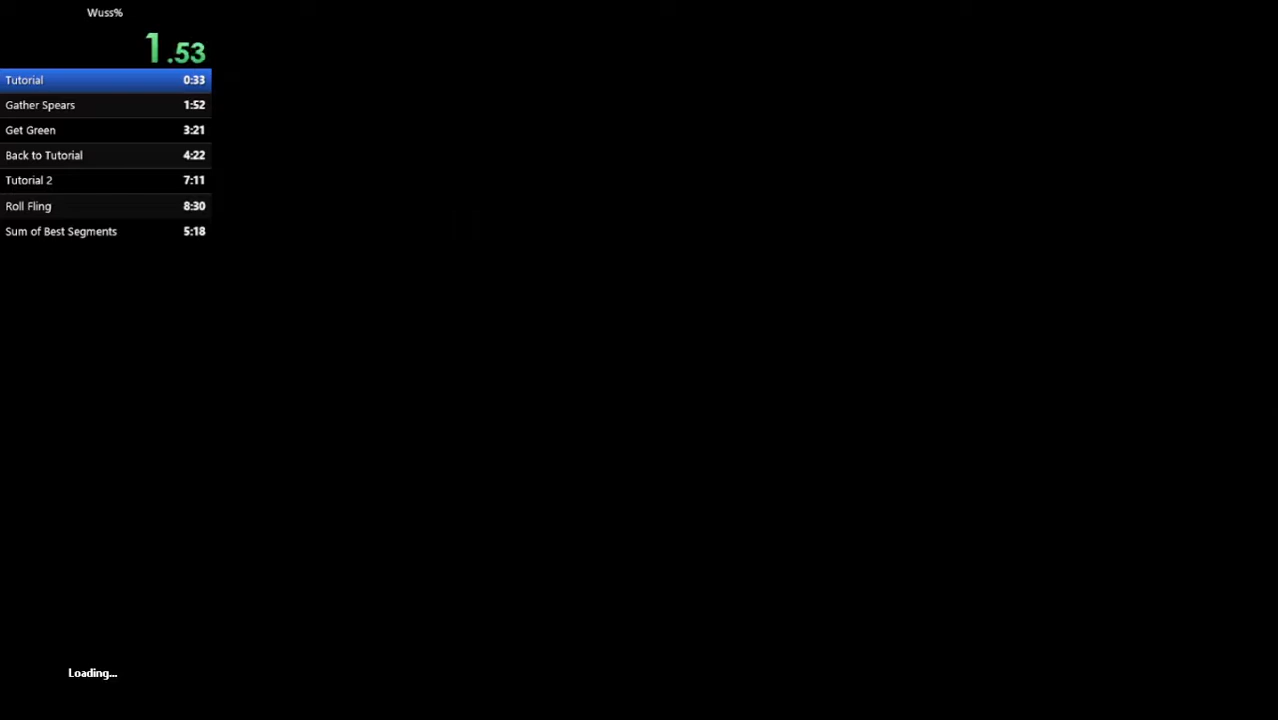 Wuss%
1.53
Tutorial 0:33
Gather Spears 1:52
Get Green 3:21
Back to Tutorial 4:22
Tutorial 2 7:11
Roll Fling 8:30
Sum of Best Segments 5:18
Loading...